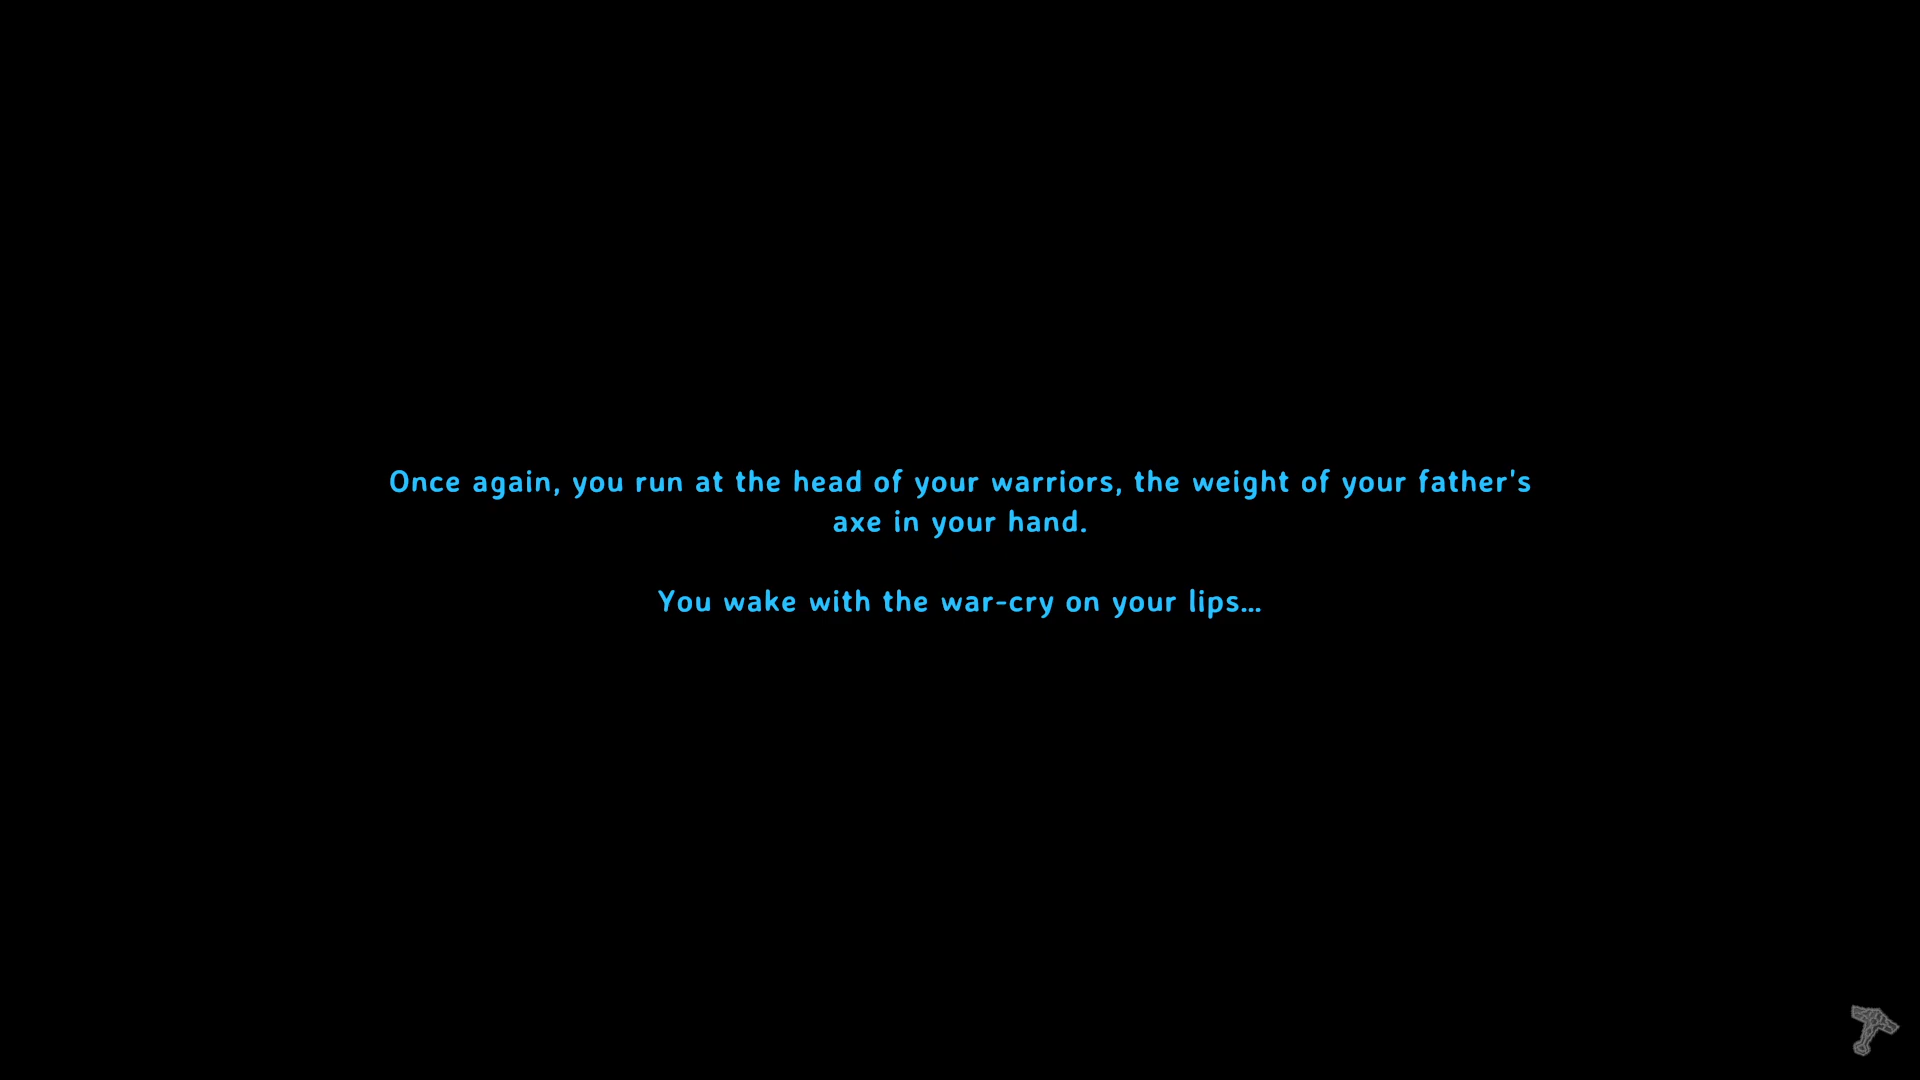 Once again, you run at the head of your warriors, the weight of your father's
axe in your hand.
You wake with the war-cry on your lips...